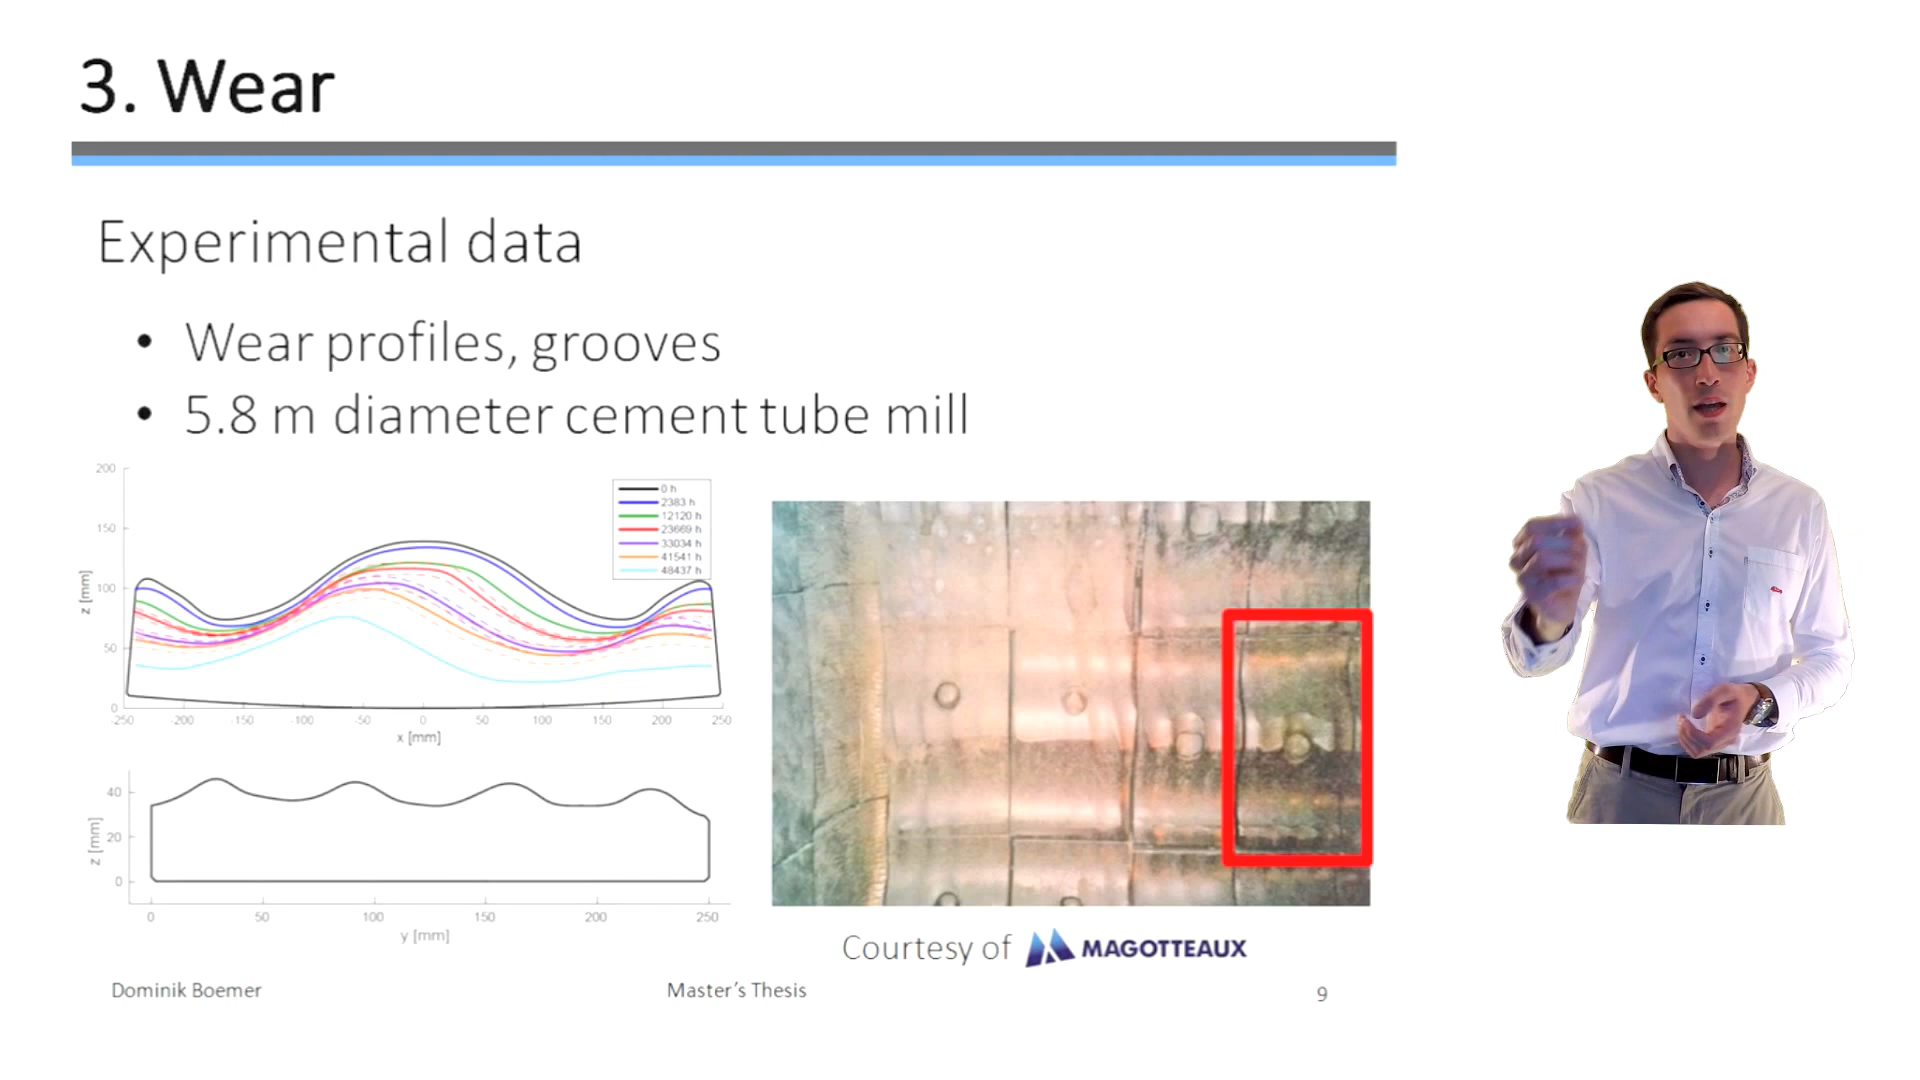 3. Wear
Experimental data
• Wear profiles, grooves
• 5.8 m diameter cement tube mill
200
150
100
50
0
z [mm]
0 h
2383 h
12120 h
23669 h
33034 h
41541 h
48437 h
-250 -200 -150 -100 -50 0 50 100 150 200 250
x [mm]
40
20
0
z [mm]
0 50 100 150 200 250
y [mm]
Courtesy of MAGOTTEAUX
Dominik Boemer Master's Thesis 9